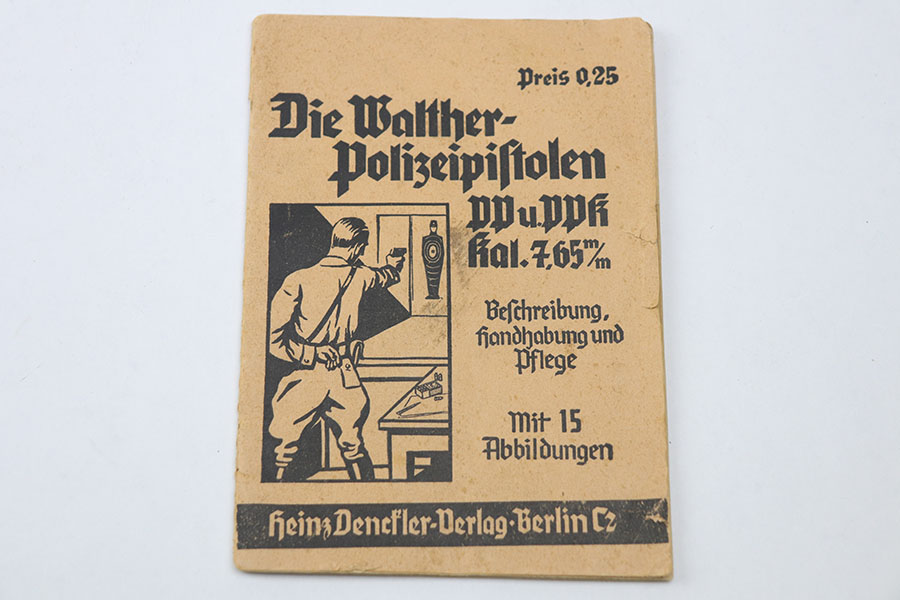 Preis 0,25
Die Walther-
Polizeipiſtolen
PP u. PPK
Kal. 7,65 m/m
Beſchreibung,
Handhabung und
Pflege
Mit 15
Abbildungen
Heinz Denckler-Verlag · Berlin C2